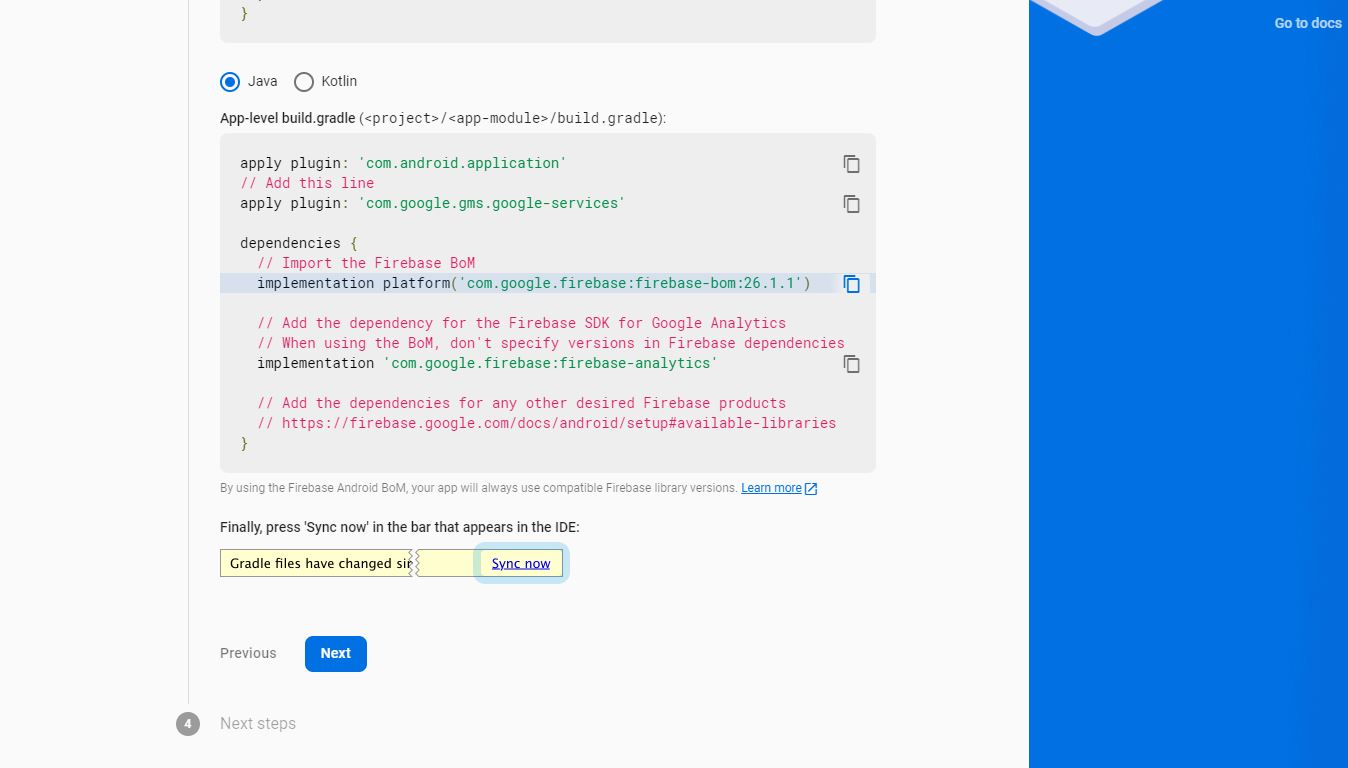 }
Go to docs
Java Kotlin
App-level build.gradle (<project>/<app-module>/build.gradle):
apply plugin: 'com.android.application'
// Add this line
apply plugin: 'com.google.gms.google-services'
dependencies {
// Import the Firebase BoM
implementation platform('com.google.firebase:firebase-bom:26.1.1')
// Add the dependency for the Firebase SDK for Google Analytics
// When using the BoM, don't specify versions in Firebase dependencies
implementation 'com.google.firebase:firebase-analytics'
// Add the dependencies for any other desired Firebase products
// https://firebase.google.com/docs/android/setup#available-libraries
}
By using the Firebase Android BoM, your app will always use compatible Firebase library versions. Learn more
Finally, press 'Sync now' in the bar that appears in the IDE:
Gradle files have changed sin Sync now
Previous Next
4 Next steps